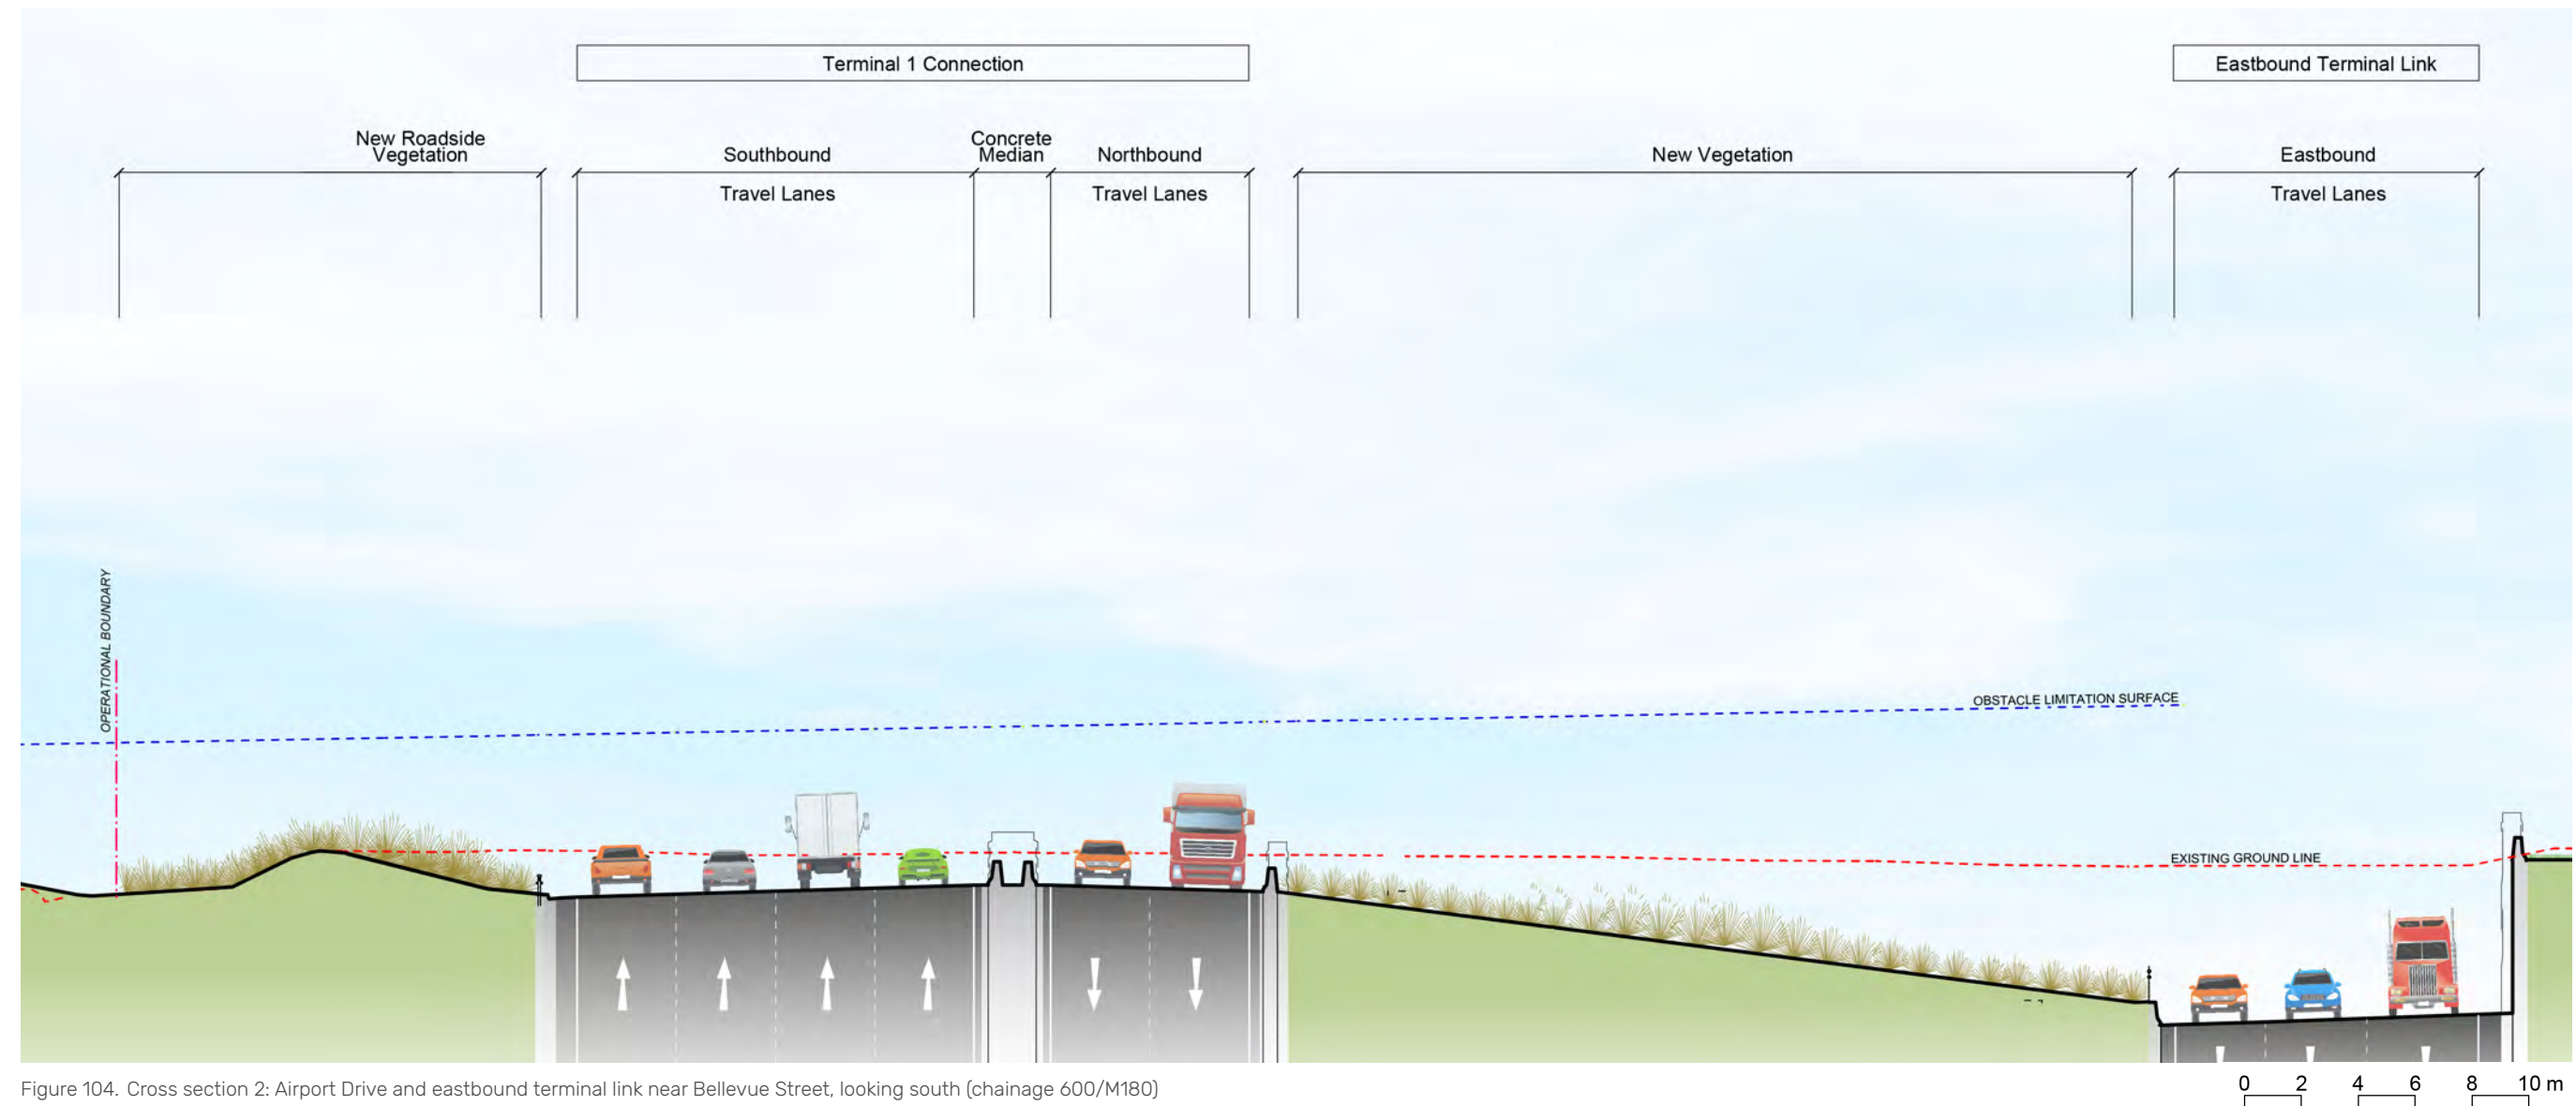 Terminal 1 Connection
Eastbound Terminal Link
New Roadside
Vegetation
Southbound
Travel Lanes
Concrete
Median
Northbound
Travel Lanes
New Vegetation
Eastbound
Travel Lanes
OPERATIONAL BOUNDARY
OBSTACLE LIMITATION SURFACE
EXISTING GROUND LINE
Figure 104. Cross section 2: Airport Drive and eastbound terminal link near Bellevue Street, looking south (chainage 600/M180)
0 2 4 6 8 10 m